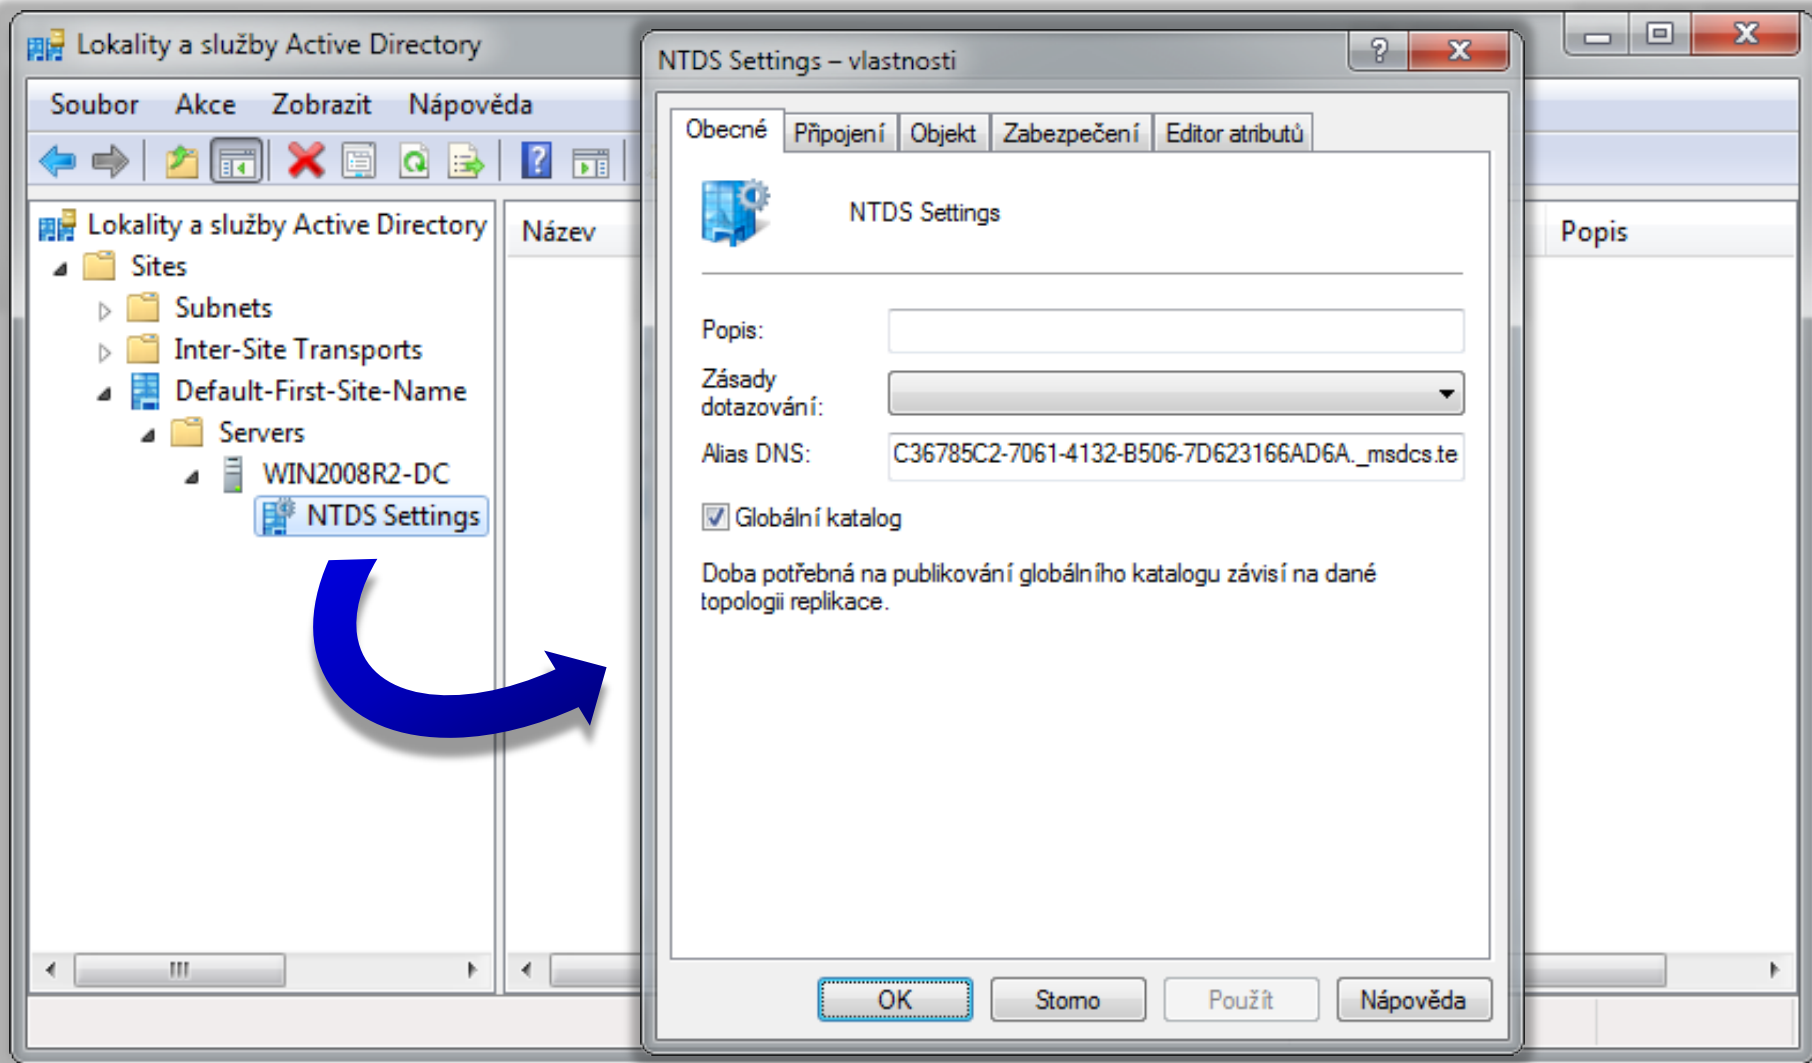 Lokality a služby Active Directory
Soubor Akce Zobrazit Nápověda
Lokality a služby Active Directory
Sites
Subnets
Inter-Site Transports
Default-First-Site-Name
Servers
WIN2008R2-DC
NTDS Settings
Název
Popis
NTDS Settings – vlastnosti
Obecné Připojení Objekt Zabezpečení Editor atributů
NTDS Settings
Popis:
Zásady
dotazování:
Alias DNS: C36785C2-7061-4132-B506-7D623166AD6A._msdcs.te
Globální katalog
Doba potřebná na publikování globálního katalogu závisí na dané
topologii replikace.
OK Storno Použít Nápověda